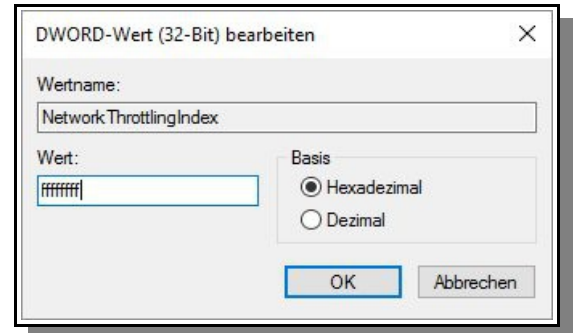 DWORD-Wert (32-Bit) bearbeiten
Wertname:
NetworkThrottlingIndex
Wert:
ffffffff
Basis
Hexadezimal
Dezimal
OK
Abbrechen